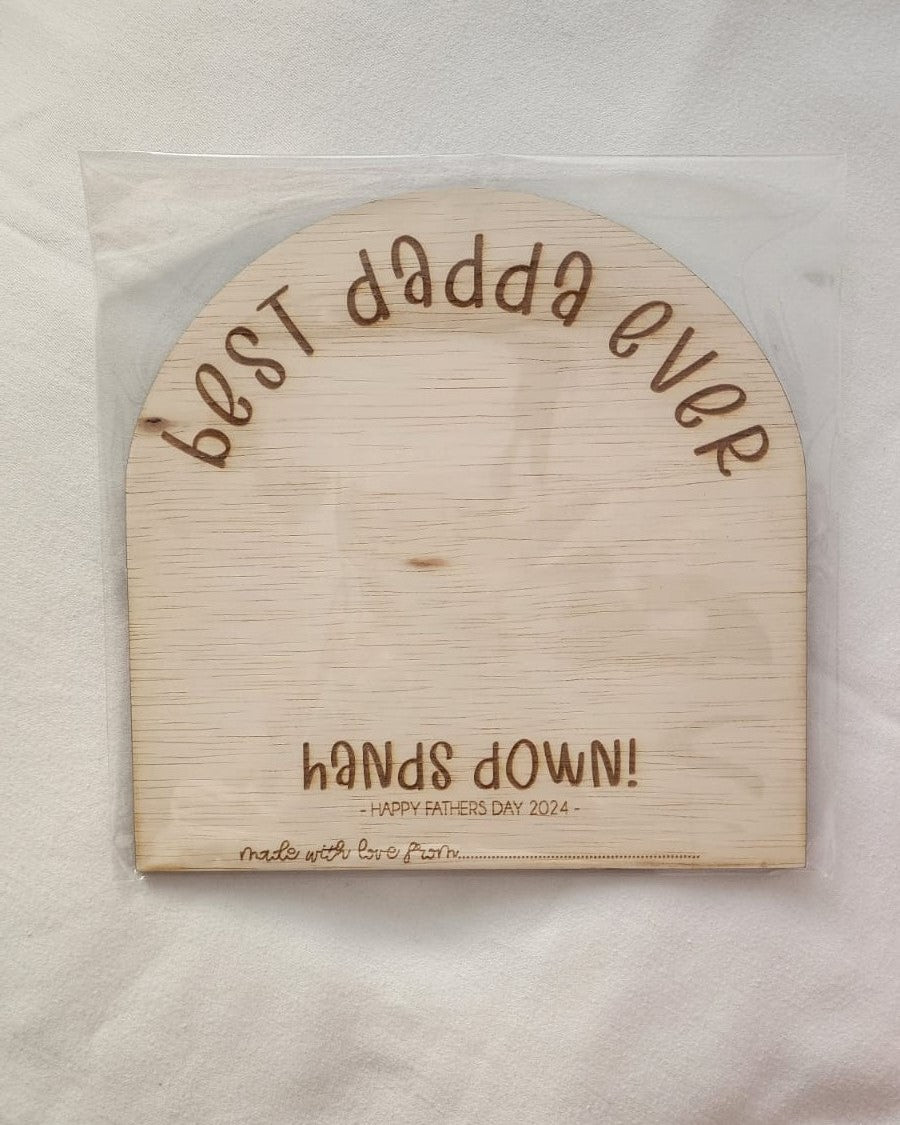 BEST DADDA EVER
HANDS DOWN!
- HAPPY FATHERS DAY 2024 -
made with love from................................................................